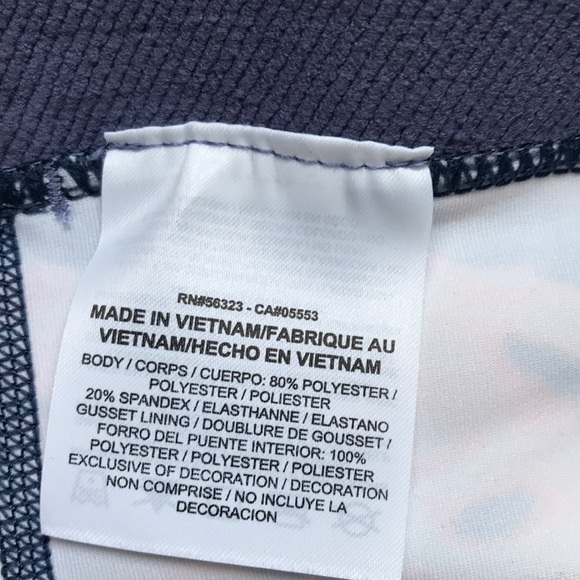 RN#56323 - CA#05553
MADE IN VIETNAM/FABRIQUE AU
VIETNAM/HECHO EN VIETNAM
BODY / CORPS / CUERPO: 80% POLYESTER /
POLYESTER / POLIESTER
20% SPANDEX / ELASTHANNE / ELASTANO
GUSSET LINING / DOUBLURE DE GOUSSET /
FORRO DEL PUENTE INTERIOR: 100%
POLYESTER / POLYESTER / POLIESTER
EXCLUSIVE OF DECORATION / DECORATION
NON COMPRISE / NO INCLUYE LA
DECORACION